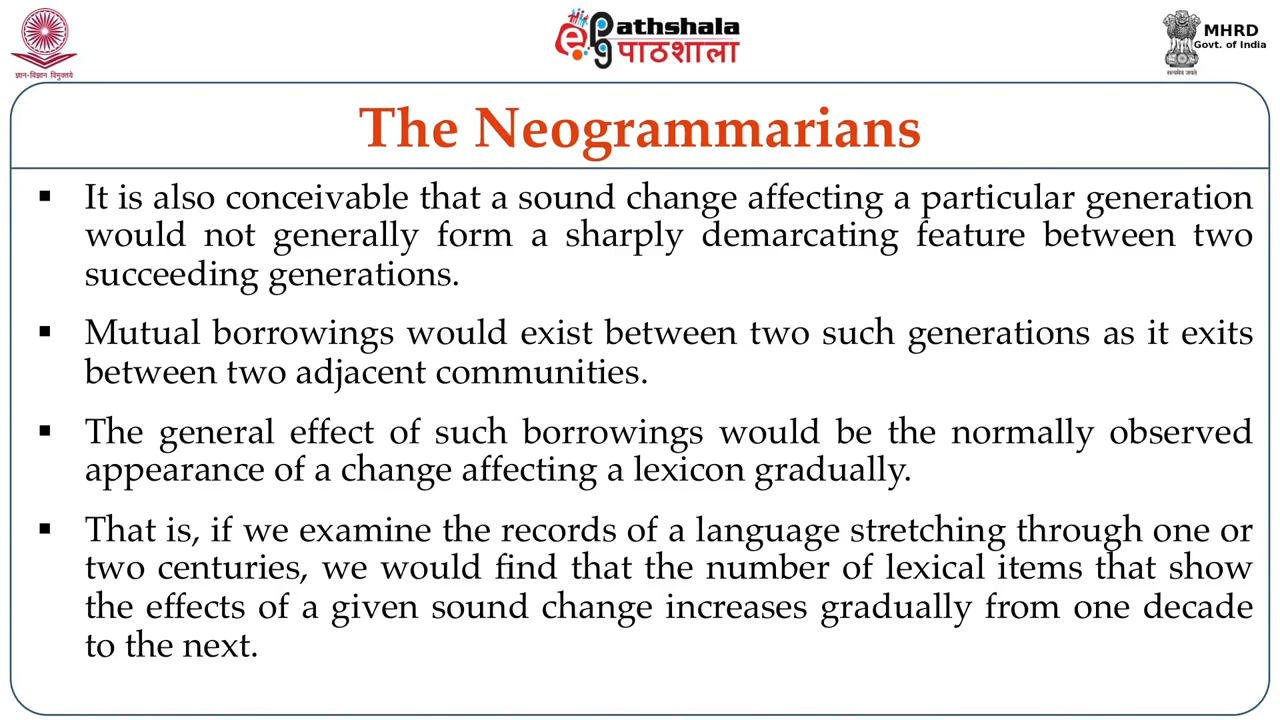 ज्ञान-विज्ञान विमुक्तये
ePG Pathshala
पाठशाला
MHRD
Govt. of India
सत्यमेव जयते
The Neogrammarians
▪ It is also conceivable that a sound change affecting a particular generation
would not generally form a sharply demarcating feature between two
succeeding generations.
▪ Mutual borrowings would exist between two such generations as it exits
between two adjacent communities.
▪ The general effect of such borrowings would be the normally observed
appearance of a change affecting a lexicon gradually.
▪ That is, if we examine the records of a language stretching through one or
two centuries, we would find that the number of lexical items that show
the effects of a given sound change increases gradually from one decade
to the next.